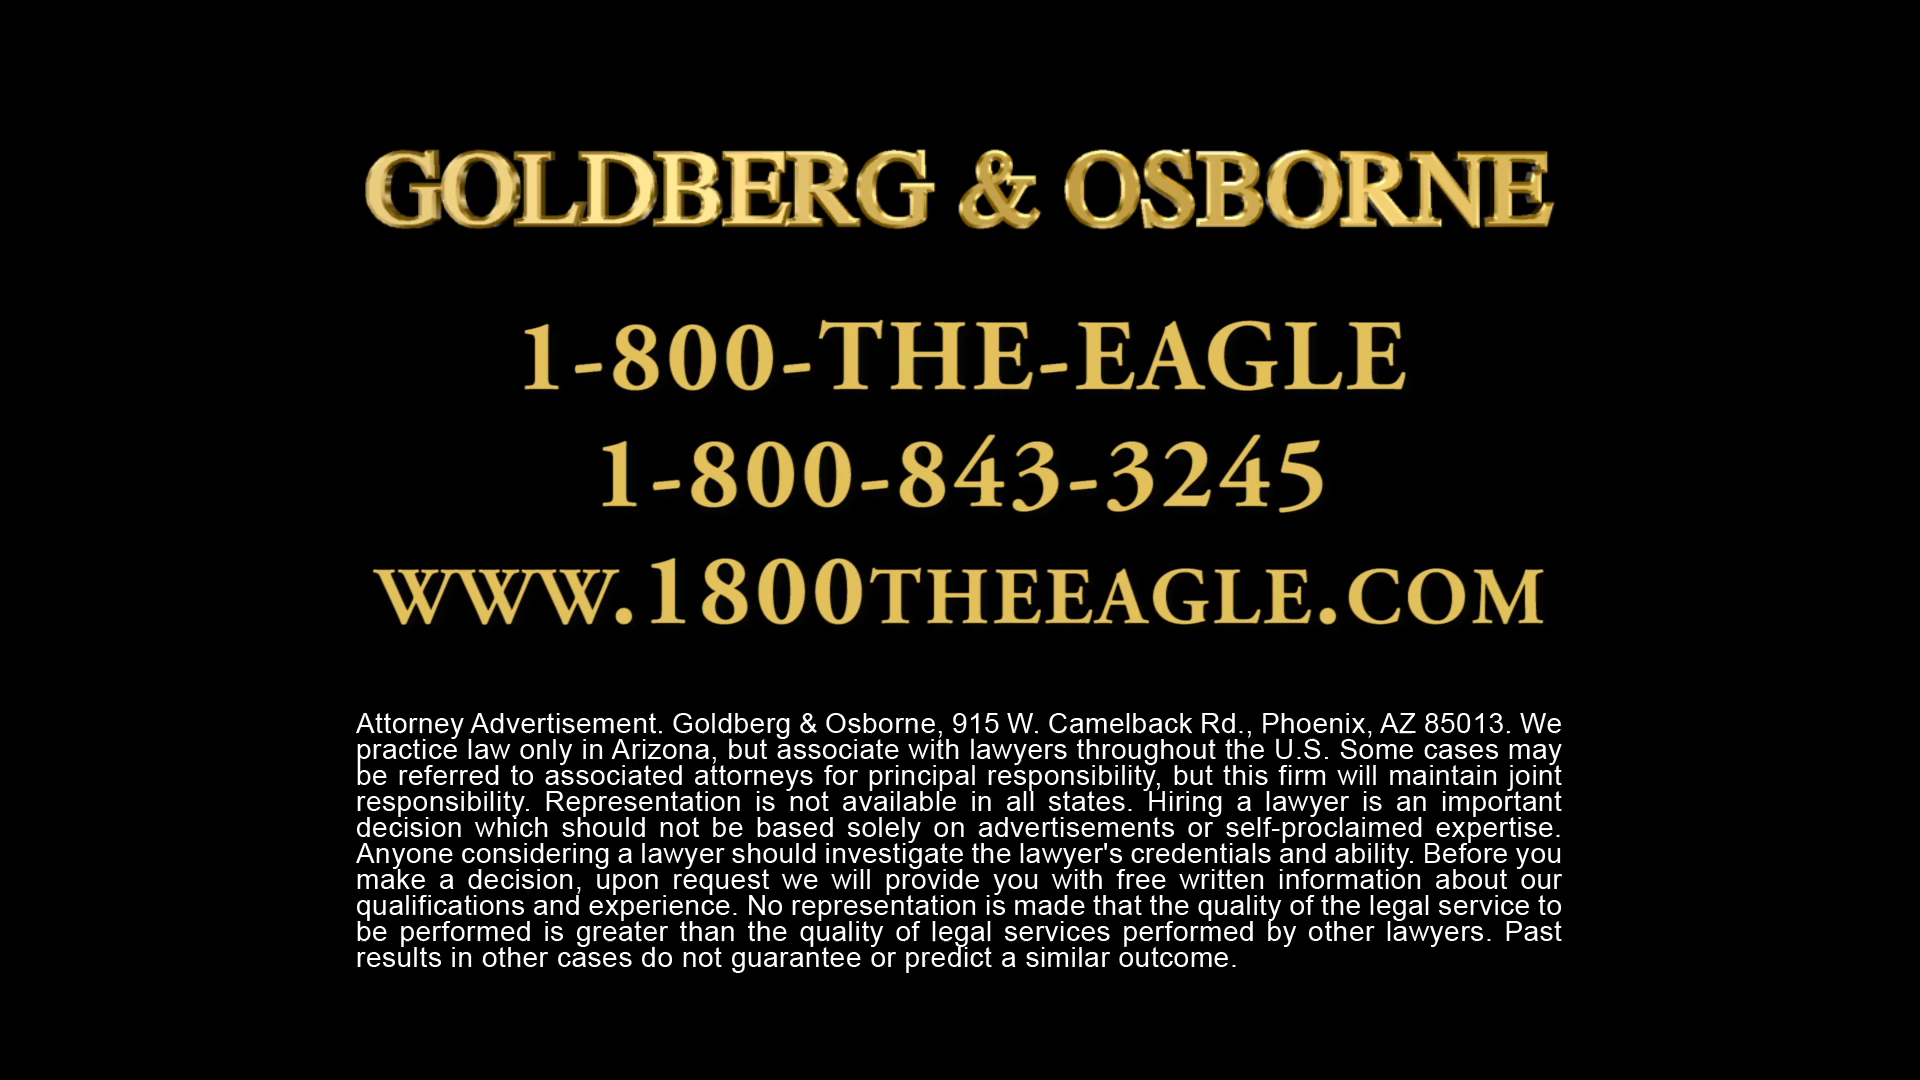 GOLDBERG & OSBORNE
1-800-THE-EAGLE
1-800-843-3245
WWW.1800THEEAGLE.COM
Attorney Advertisement. Goldberg & Osborne, 915 W. Camelback Rd., Phoenix, AZ 85013. We
practice law only in Arizona, but associate with lawyers throughout the U.S. Some cases may
be referred to associated attorneys for principal responsibility, but this firm will maintain joint
responsibility. Representation is not available in all states. Hiring a lawyer is an important
decision which should not be based solely on advertisements or self-proclaimed expertise.
Anyone considering a lawyer should investigate the lawyer's credentials and ability. Before you
make a decision, upon request we will provide you with free written information about our
qualifications and experience. No representation is made that the quality of the legal service to
be performed is greater than the quality of legal services performed by other lawyers. Past
results in other cases do not guarantee or predict a similar outcome.